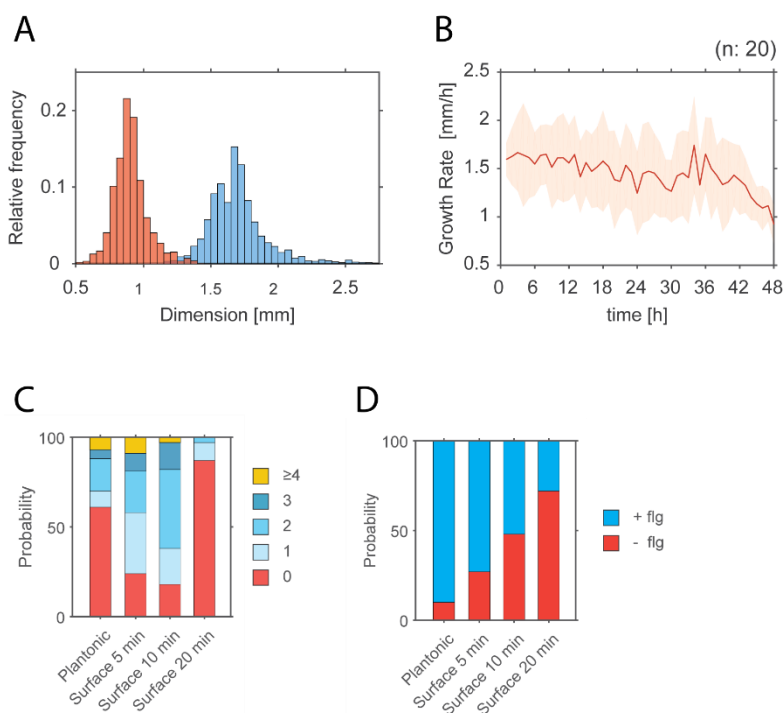 A
Relative frequency
0.2
0.1
0
0.5
1
1.5
2
2.5
Dimension [mm]
B
(n: 20)
Growth Rate [mm/h]
2.5
2
1.5
1
0.5
0
6
12
18
24
30
36
42
48
time [h]
C
Probability
100
50
0
Plantonic
Surface 5 min
Surface 10 min
Surface 20 min
≥4
3
2
1
0
D
Probability
100
50
0
Plantonic
Surface 5 min
Surface 10 min
Surface 20 min
+ flg
- flg